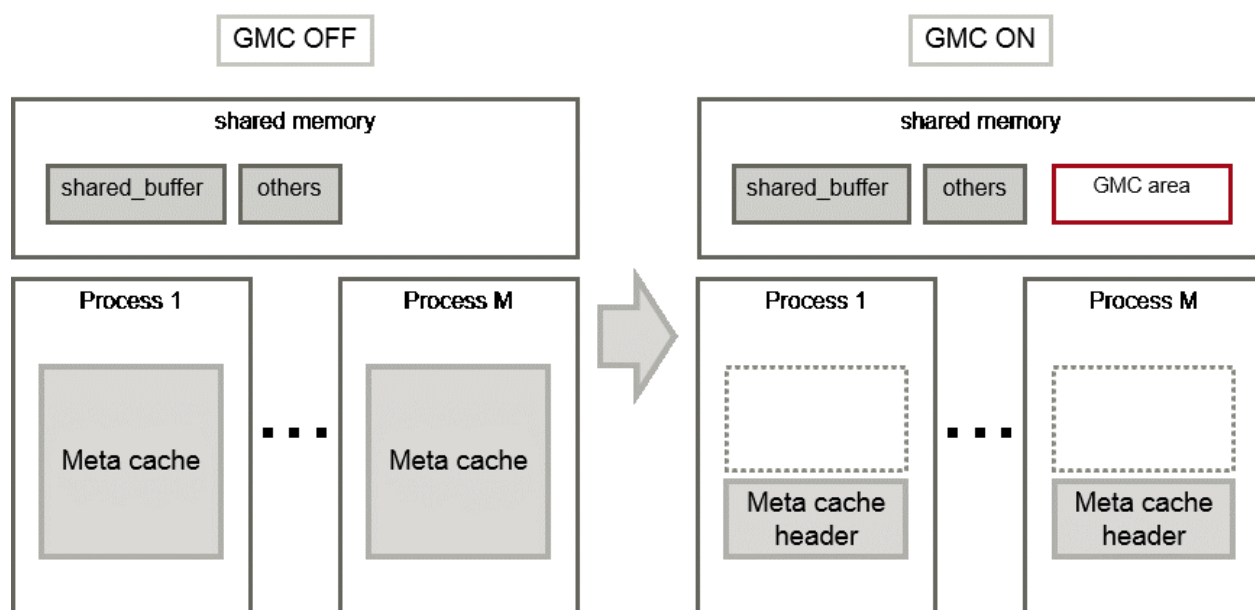 GMC OFF
shared memory
shared_buffer
others
Process 1
Process M
Meta cache
Meta cache
GMC ON
shared memory
shared_buffer
others
GMC area
Process 1
Process M
Meta cache
header
Meta cache
header